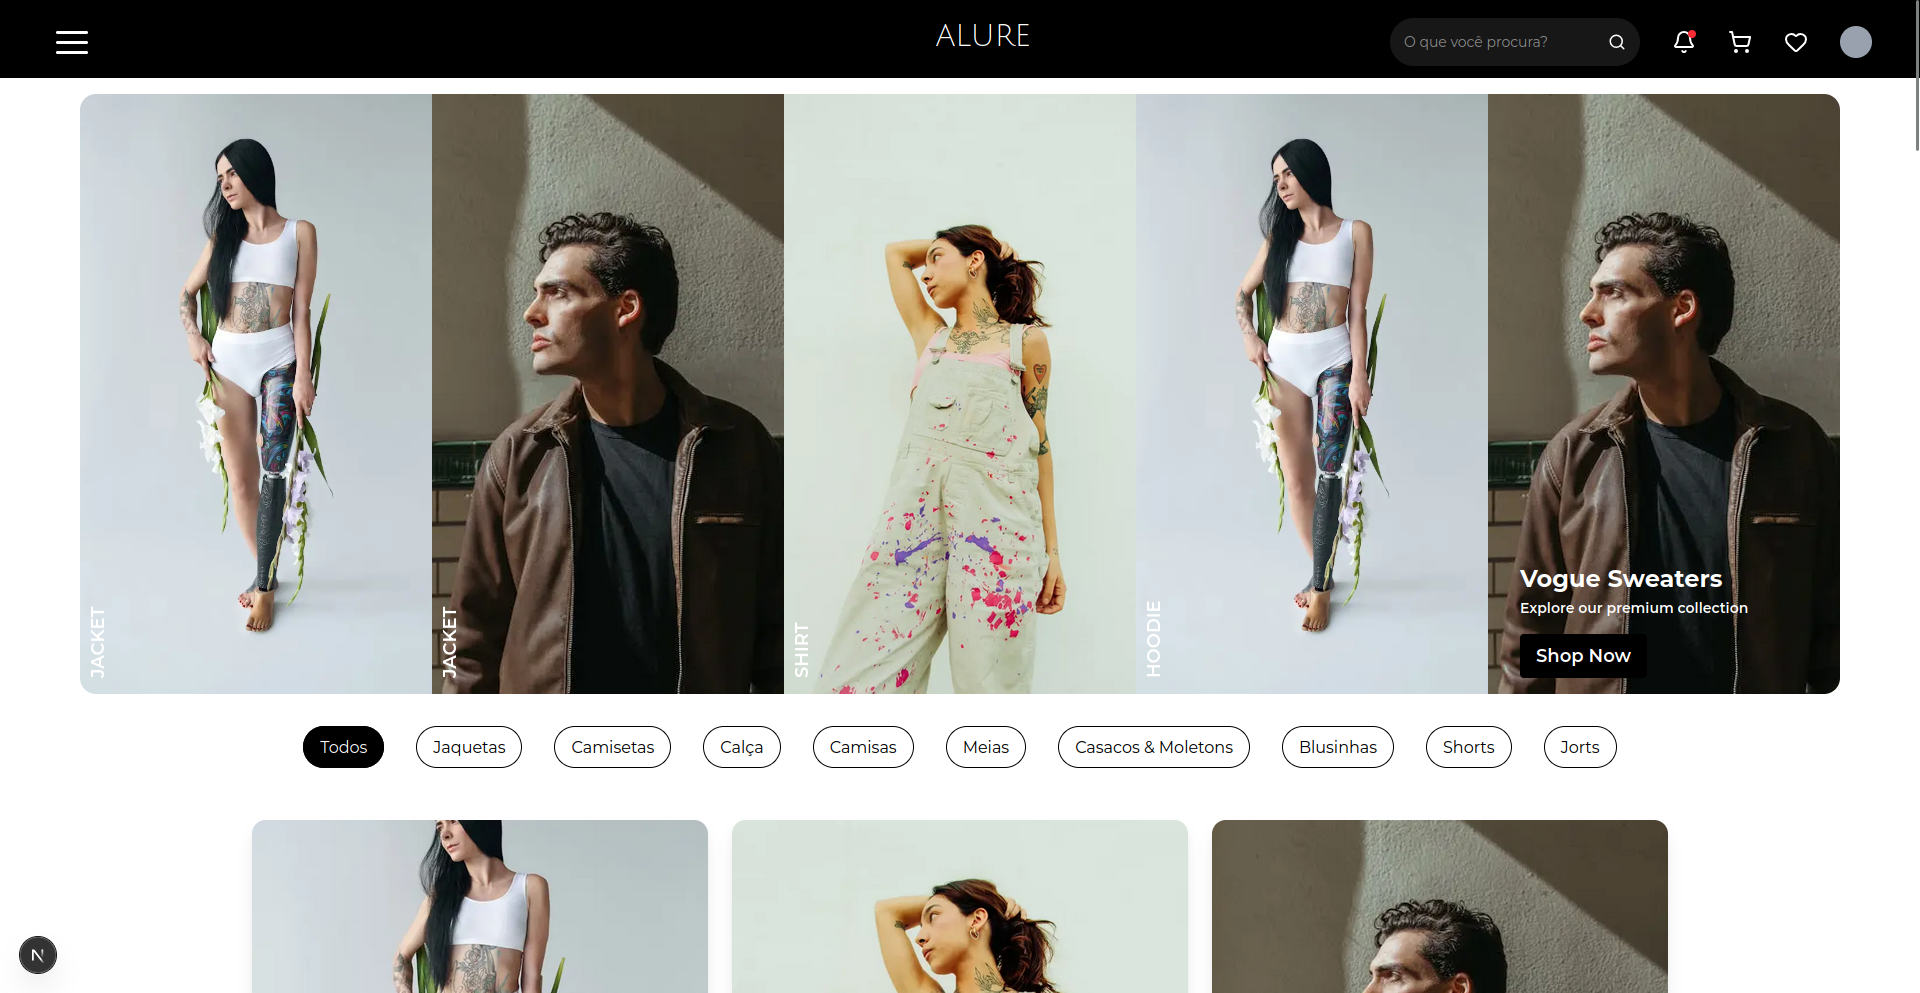 ALURE
O que você procura?
JACKET
JACKET
SHIRT
HOODIE
Vogue Sweaters
Explore our premium collection
Shop Now
Todos
Jaquetas
Camisetas
Calça
Camisas
Meias
Casacos & Moletons
Blusinhas
Shorts
Jorts
N